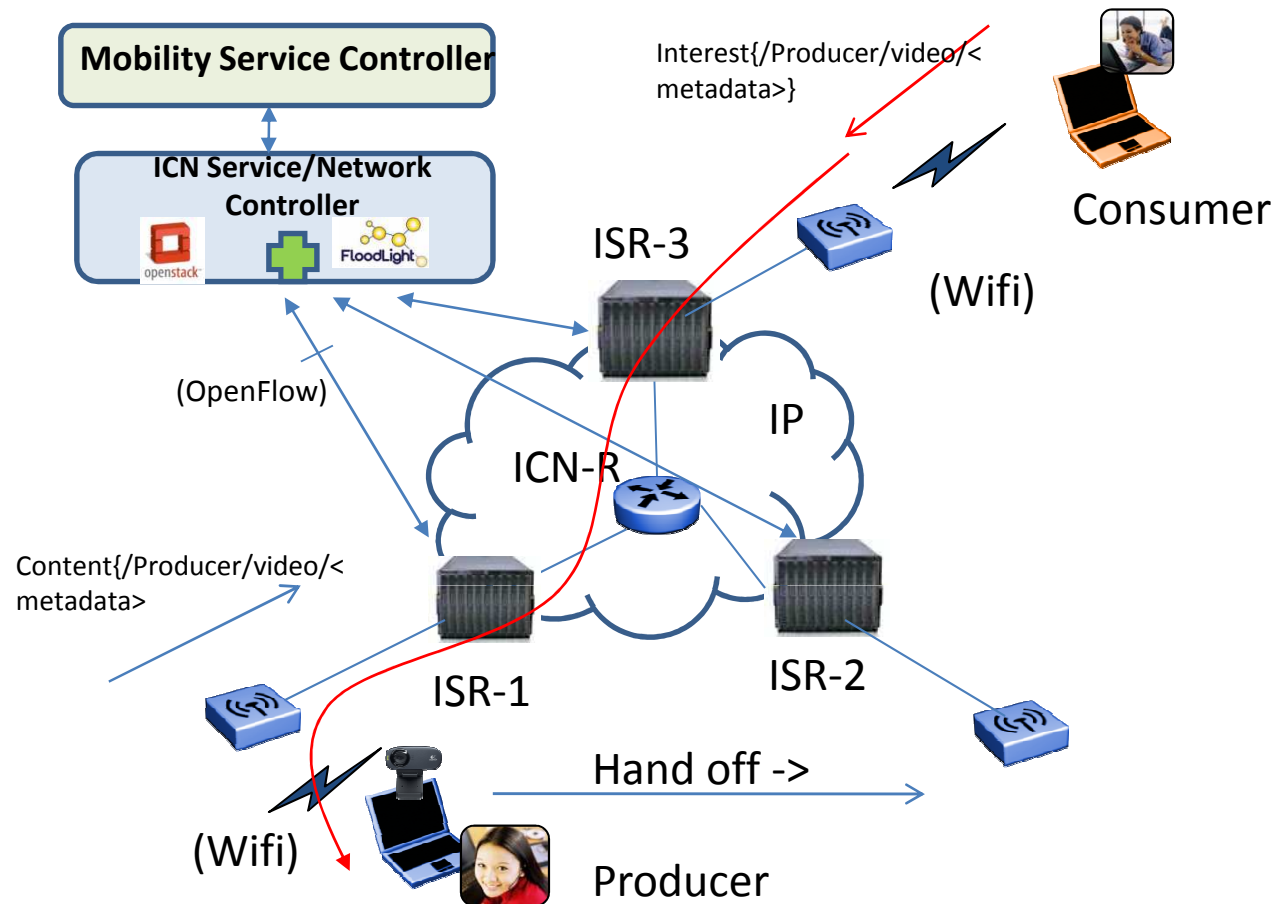 Mobility Service Controller
Interest{/Producer/video/<
metadata>}
ICN Service/Network
Controller
openstack
FloodLight
Consumer
ISR-3
(Wifi)
(OpenFlow)
IP
ICN-R
Content{/Producer/video/<
metadata>
ISR-1
ISR-2
Hand off ->
(Wifi)
Producer